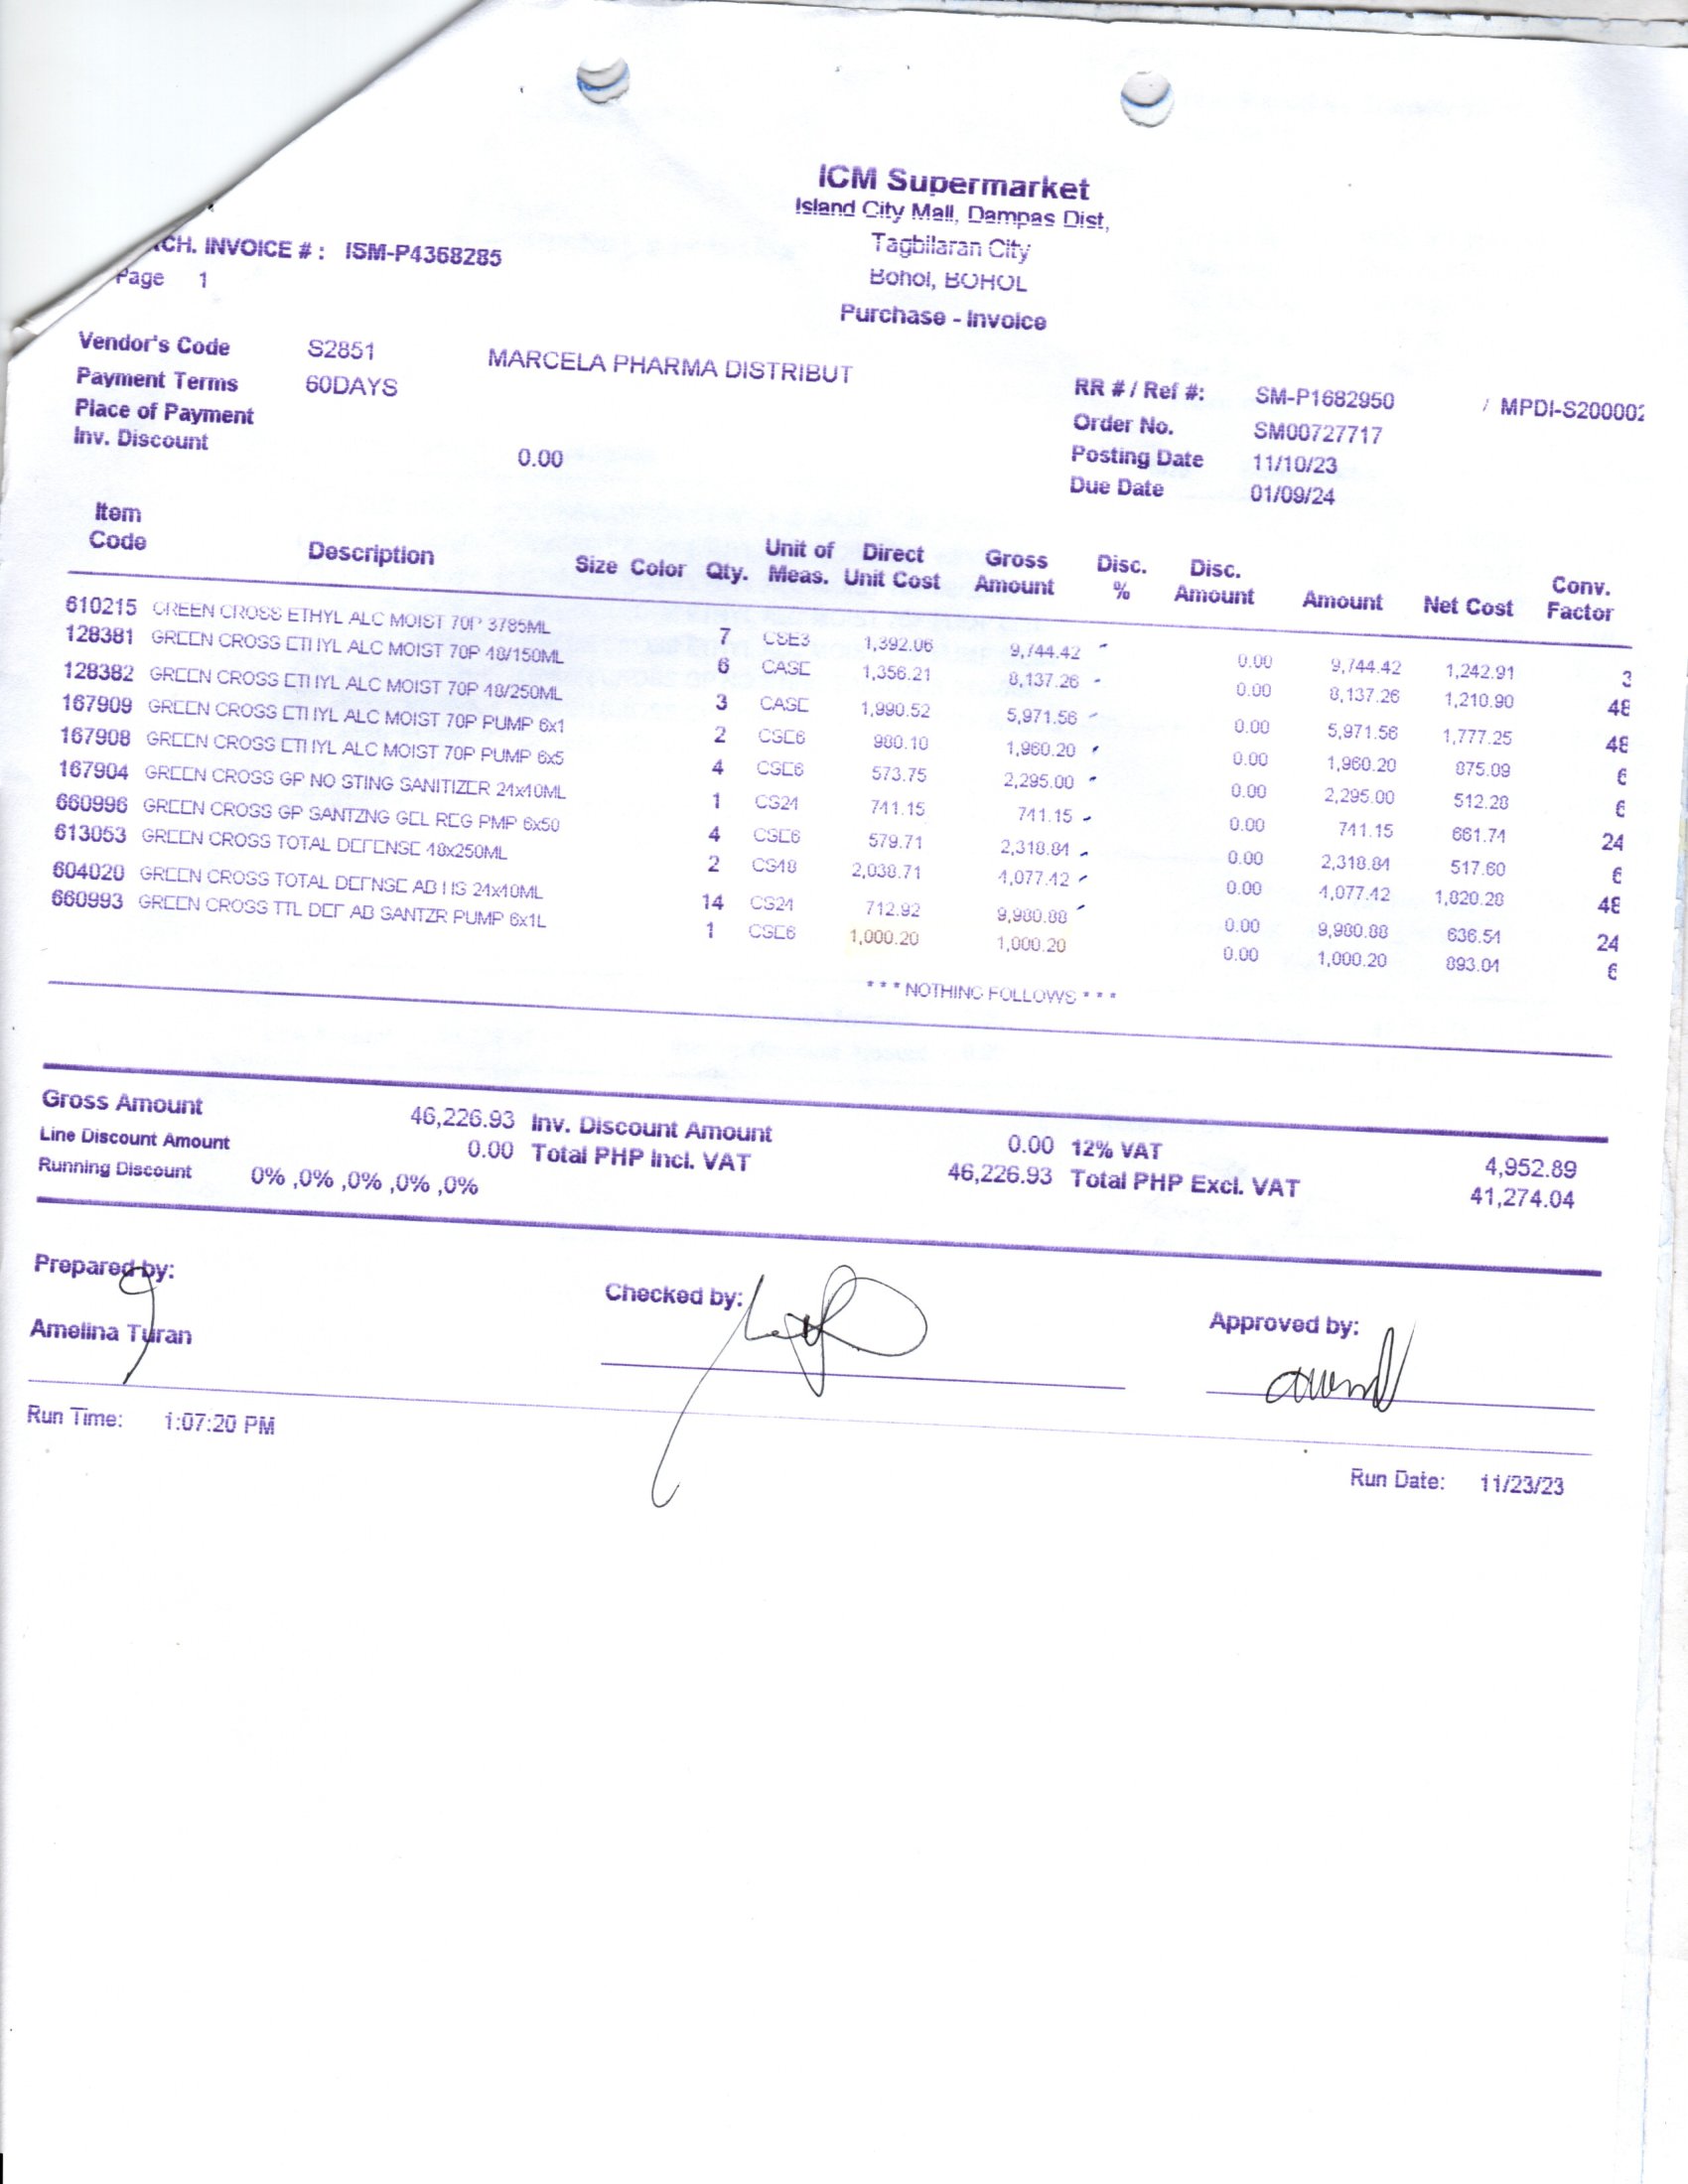 ICM Supermarket
Island City Mall, Dampas Dist,
Tagbilaran City
Bohol, BOHOL
Purchase - Invoice
CH. INVOICE # : ISM-P4368285
Page 1
Vendor's Code S2851 MARCELA PHARMA DISTRIBUT
Payment Terms 60DAYS
Place of Payment
Inv. Discount 0.00
RR # / Ref #: SM-P1682950 / MPDI-S200002
Order No. SM00727717
Posting Date 11/10/23
Due Date 01/09/24
Item Code Description Size Color Qty. Unit of Meas. Direct Unit Cost Gross Amount Disc. % Disc. Amount Amount Net Cost Conv. Factor
610215 GREEN CROSS ETHYL ALC MOIST 70P 3785ML 7 CSE3 1,392.06 9,744.42 0.00 9,744.42 1,242.91 3
128381 GREEN CROSS ETHYL ALC MOIST 70P 48/150ML 6 CASE 1,356.21 8,137.26 0.00 8,137.26 1,210.90 48
128382 GREEN CROSS ETHYL ALC MOIST 70P 48/250ML 3 CASE 1,990.52 5,971.56 0.00 5,971.56 1,777.25 48
167909 GREEN CROSS ETHYL ALC MOIST 70P PUMP 6x1 2 CSE6 980.10 1,960.20 0.00 1,960.20 875.09 6
167908 GREEN CROSS ETHYL ALC MOIST 70P PUMP 6x5 4 CSE6 573.75 2,295.00 0.00 2,295.00 512.28 6
167904 GREEN CROSS GP NO STING SANITIZER 24x40ML 1 CS24 741.15 741.15 0.00 741.15 661.74 24
660996 GREEN CROSS GP SANTZNG GEL REG PMP 6x50 4 CSE6 579.71 2,318.84 0.00 2,318.84 517.60 6
613053 GREEN CROSS TOTAL DEFENSE 48x250ML 2 CS48 2,038.71 4,077.42 0.00 4,077.42 1,820.28 48
604020 GREEN CROSS TOTAL DEFNSE AB HS 24x40ML 14 CS24 712.92 9,980.88 0.00 9,980.88 636.54 24
660993 GREEN CROSS TTL DEF AB SANTZR PUMP 6x1L 1 CSE6 1,000.20 1,000.20 0.00 1,000.20 893.04 6
* * * NOTHING FOLLOWS * * *
Gross Amount 46,226.93 Inv. Discount Amount 0.00 12% VAT 4,952.89
Line Discount Amount 0.00 Total PHP Incl. VAT 46,226.93 Total PHP Excl. VAT 41,274.04
Running Discount 0% ,0% ,0% ,0% ,0%
Prepared by: Checked by: Approved by:
Amelina Turan
Run Time: 1:07:20 PM
Run Date: 11/23/23